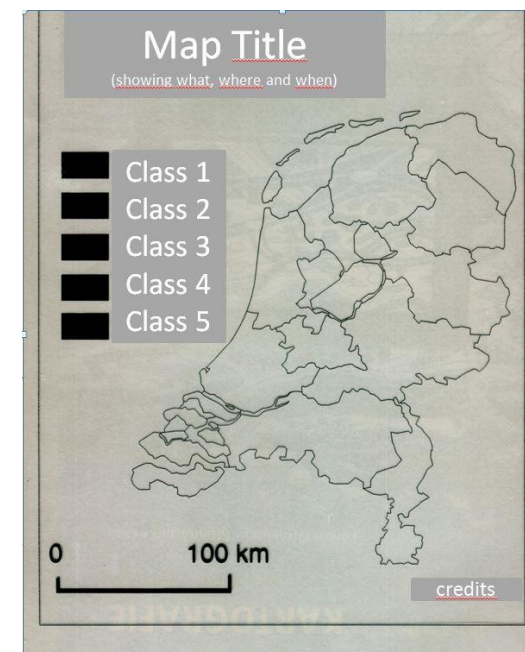 Map Title
(showing what, where and when)
Class 1
Class 2
Class 3
Class 4
Class 5
0 100 km
credits